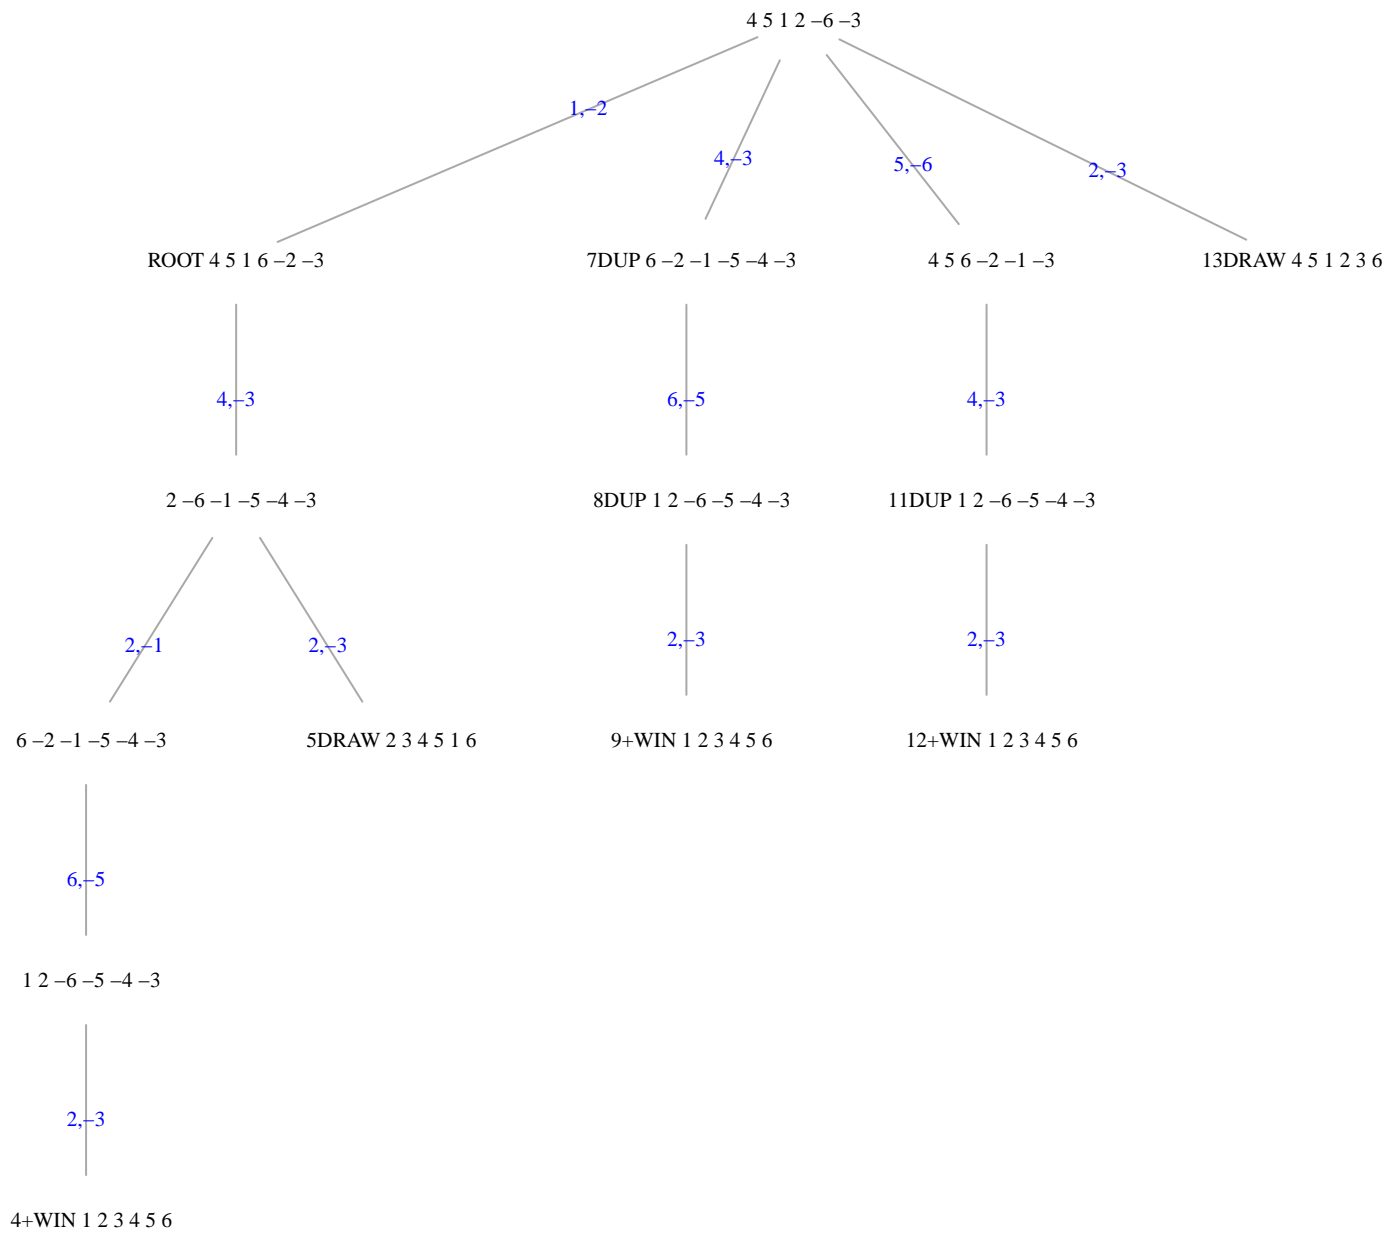 4 5 1 2 –6 –3
1,–2
4,–3
5,–6
2,–3
ROOT 4 5 1 6 –2 –3
7DUP 6 –2 –1 –5 –4 –3
4 5 6 –2 –1 –3
13DRAW 4 5 1 2 3 6
4,–3
6,–5
4,–3
2 –6 –1 –5 –4 –3
8DUP 1 2 –6 –5 –4 –3
11DUP 1 2 –6 –5 –4 –3
2,–1
2,–3
2,–3
2,–3
6 –2 –1 –5 –4 –3
5DRAW 2 3 4 5 1 6
9+WIN 1 2 3 4 5 6
12+WIN 1 2 3 4 5 6
6,–5
1 2 –6 –5 –4 –3
2,–3
4+WIN 1 2 3 4 5 6